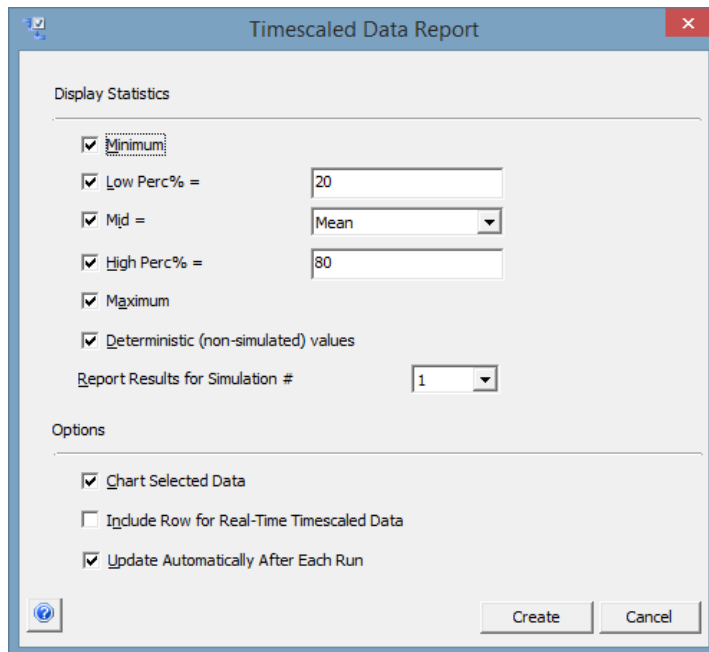 Timescaled Data Report
Display Statistics
Minimum
Low Perc% = 20
Mid = Mean
High Perc% = 80
Maximum
Deterministic (non-simulated) values
Report Results for Simulation # 1
Options
Chart Selected Data
Include Row for Real-Time Timescaled Data
Update Automatically After Each Run
Create Cancel